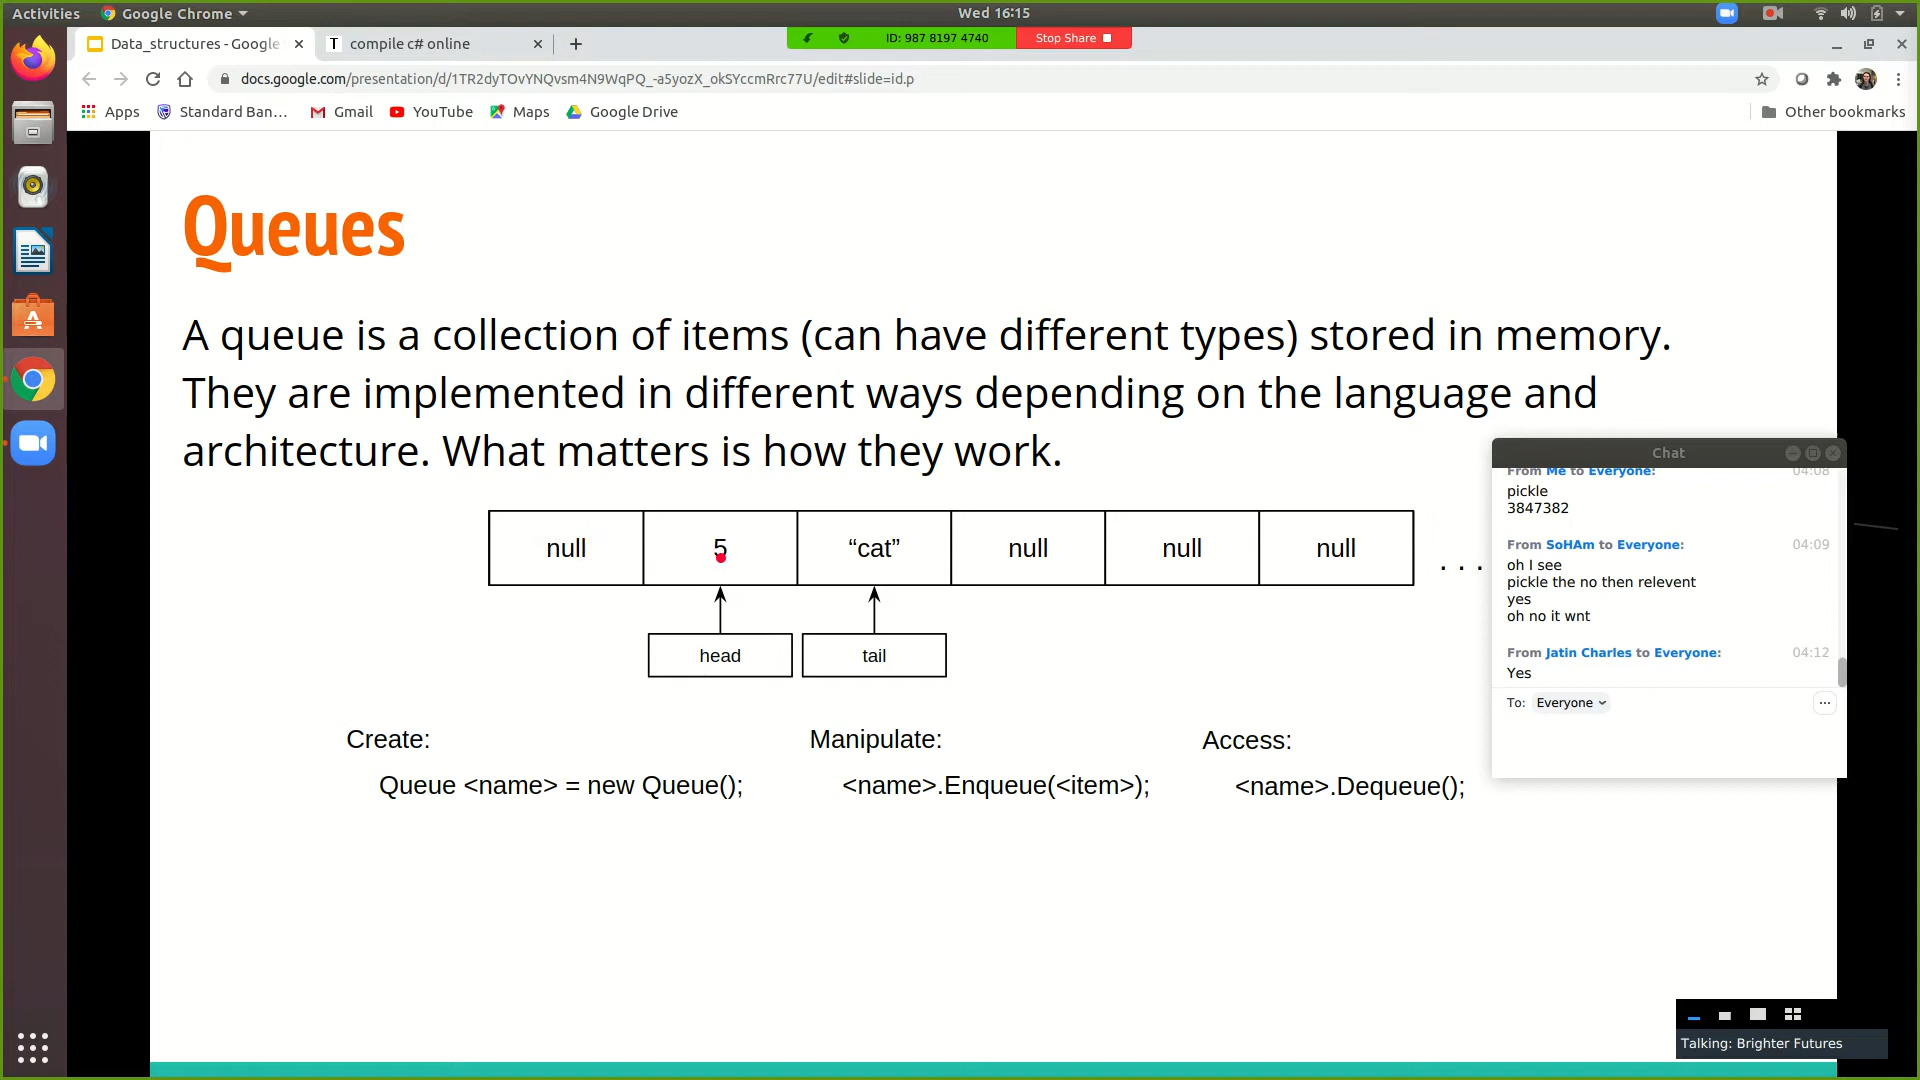 Activities
Google Chrome
Wed 16:15
Data_structures - Google
T
compile c# online
ID: 987 8197 4740
Stop Share
docs.google.com/presentation/d/1TR2dyTOvYNQvsm4N9WqPQ_-a5yozX_okSYccmRrc77U/edit#slide=id.p
Apps
Standard Ban...
Gmail
YouTube
Maps
Google Drive
Other bookmarks
Queues
A queue is a collection of items (can have different types) stored in memory.
They are implemented in different ways depending on the language and
architecture. What matters is how they work.
null 5 “cat” null null null . . .
head tail
Create:
Queue <name> = new Queue();
Manipulate:
<name>.Enqueue(<item>);
Access:
<name>.Dequeue();
Chat
From Me to Everyone: 04:08
pickle
3847382
From SoHAm to Everyone: 04:09
oh I see
pickle the no then relevent
yes
oh no it wnt
From Jatin Charles to Everyone: 04:12
Yes
To: Everyone
...
Talking: Brighter Futures